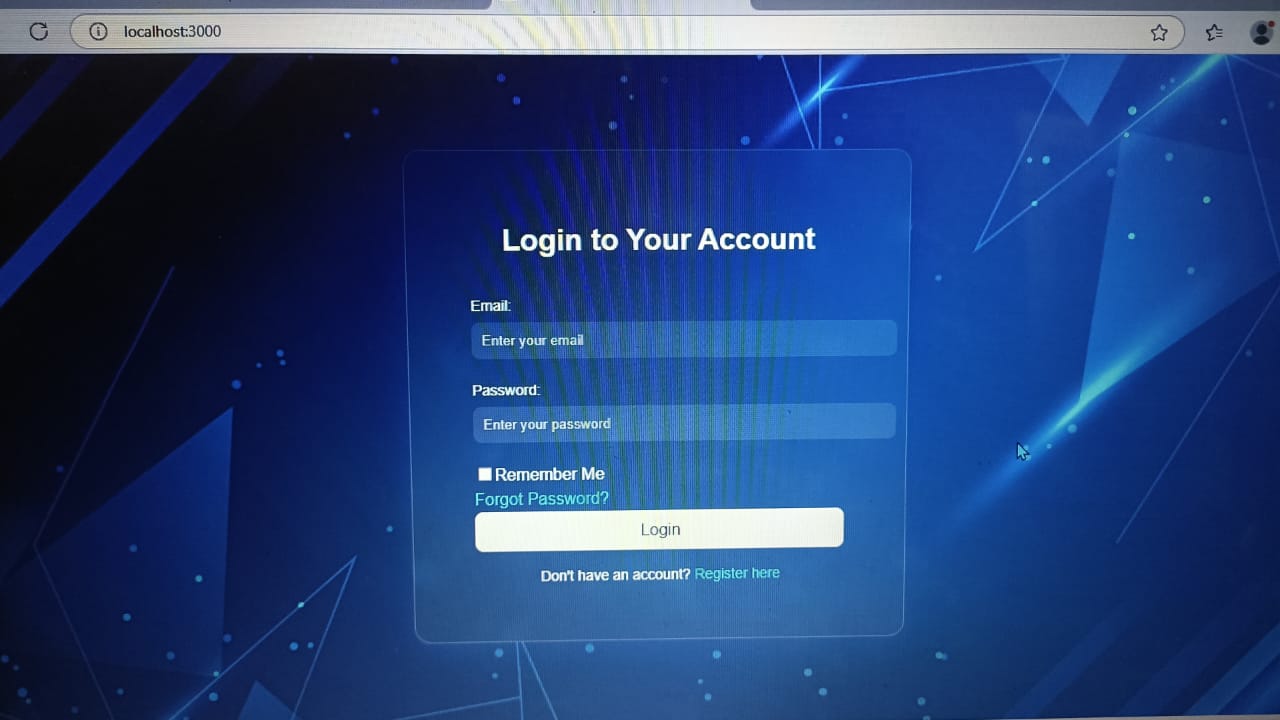 localhost:3000
Login to Your Account
Email:
Enter your email
Password:
Enter your password
Remember Me
Forgot Password?
Login
Don't have an account? Register here